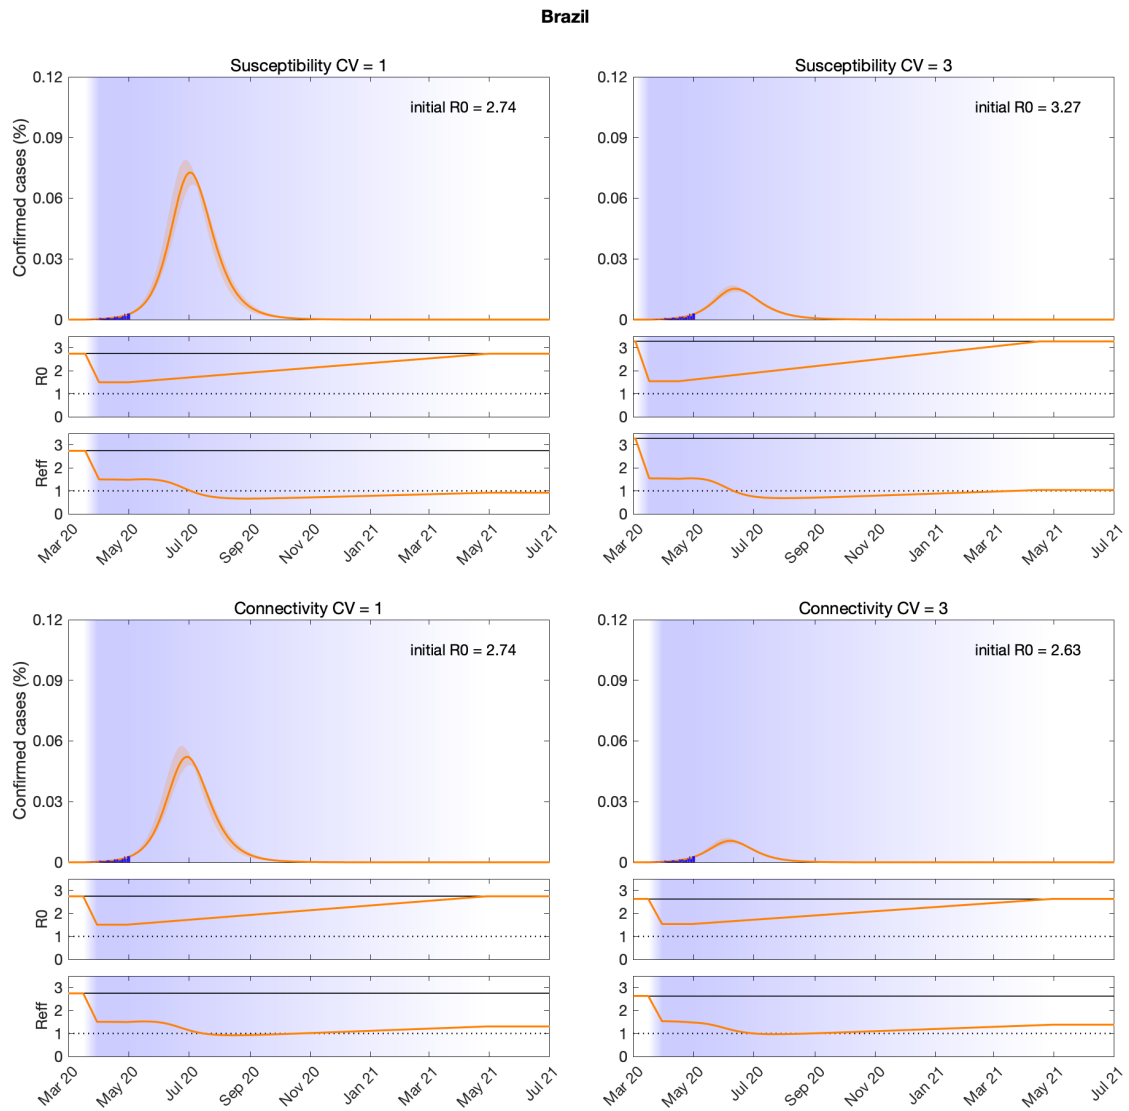 Brazil
Susceptibility CV = 1
Susceptibility CV = 3
0.12
0.09
0.06
0.03
0
Confirmed cases (%)
initial R0 = 2.74
0.12
0.09
0.06
0.03
0
initial R0 = 3.27
3
2
1
0
R0
3
2
1
0
3
2
1
0
Reff
3
2
1
0
Mar 20 May 20 Jul 20 Sep 20 Nov 20 Jan 21 Mar 21 May 21 Jul 21
Mar 20 May 20 Jul 20 Sep 20 Nov 20 Jan 21 Mar 21 May 21 Jul 21
Connectivity CV = 1
Connectivity CV = 3
0.12
0.09
0.06
0.03
0
Confirmed cases (%)
initial R0 = 2.74
0.12
0.09
0.06
0.03
0
initial R0 = 2.63
3
2
1
0
R0
3
2
1
0
3
2
1
0
Reff
3
2
1
0
Mar 20 May 20 Jul 20 Sep 20 Nov 20 Jan 21 Mar 21 May 21 Jul 21
Mar 20 May 20 Jul 20 Sep 20 Nov 20 Jan 21 Mar 21 May 21 Jul 21